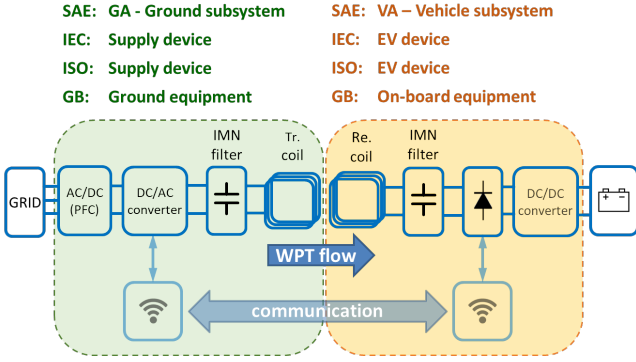 SAE: GA - Ground subsystem
IEC: Supply device
ISO: Supply device
GB: Ground equipment
SAE: VA – Vehicle subsystem
IEC: EV device
ISO: EV device
GB: On-board equipment
IMN
filter
Tr.
coil
Re.
coil
IMN
filter
GRID
AC/DC
(PFC)
DC/AC
converter
DC/DC
converter
WPT flow
communication